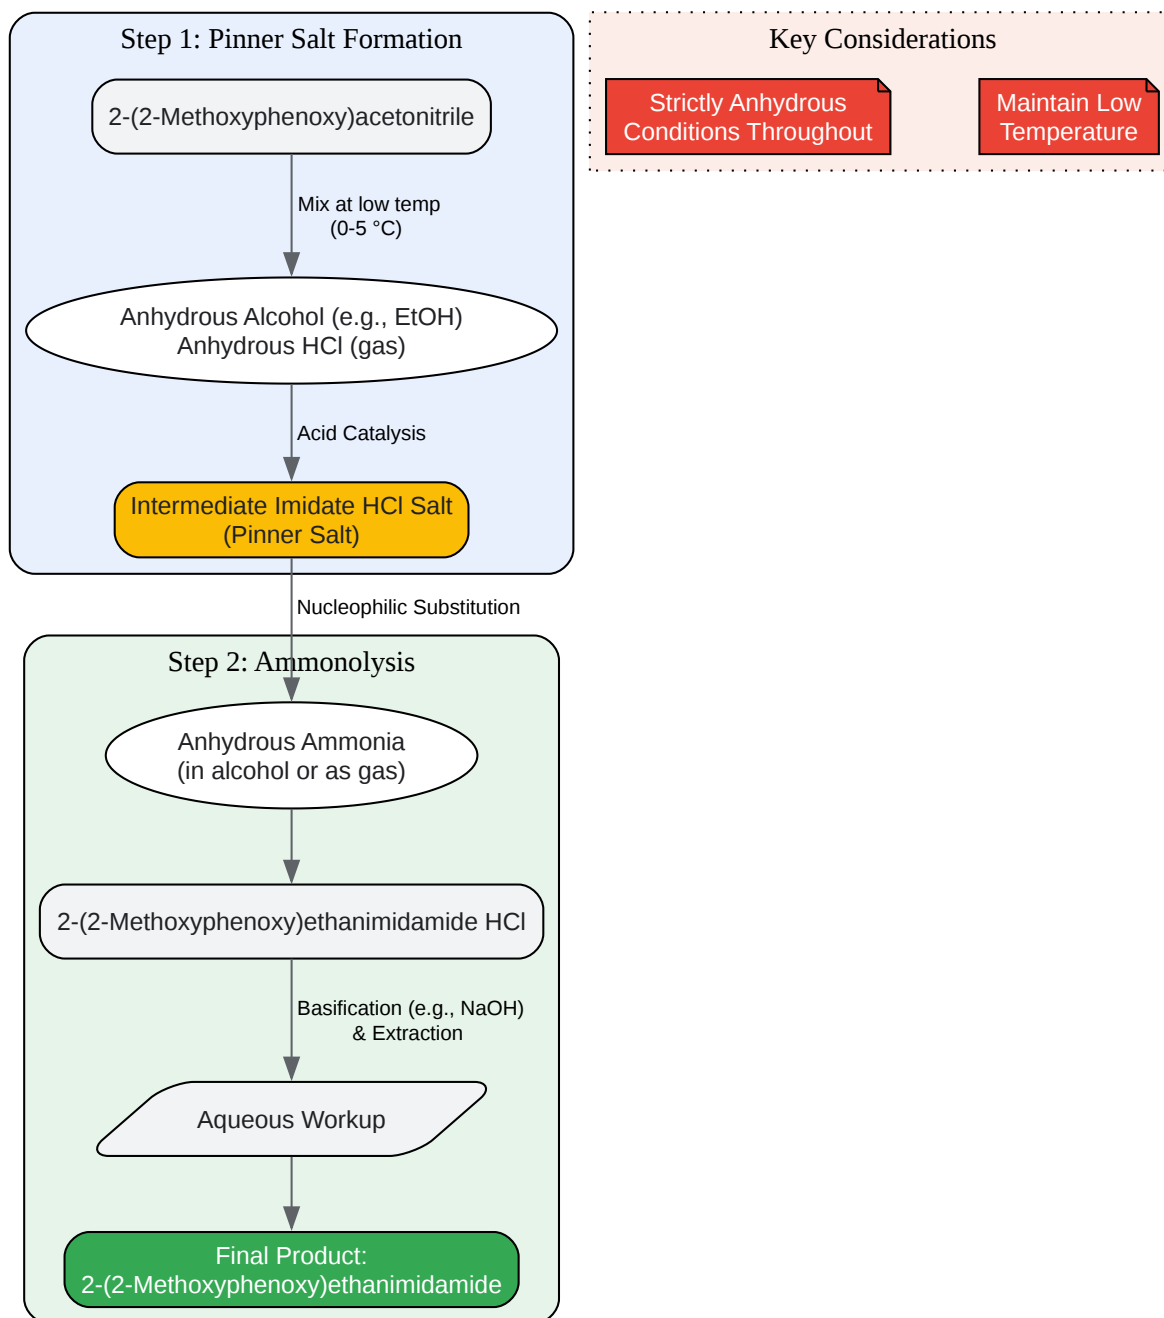 Step 1: Pinner Salt Formation
2-(2-Methoxyphenoxy)acetonitrile
Mix at low temp
(0-5 °C)
Anhydrous Alcohol (e.g., EtOH)
Anhydrous HCl (gas)
Acid Catalysis
Intermediate Imidate HCl Salt
(Pinner Salt)
Nucleophilic Substitution
Step 2: Ammonolysis
Anhydrous Ammonia
(in alcohol or as gas)
2-(2-Methoxyphenoxy)ethanimidamide HCl
Basification (e.g., NaOH)
& Extraction
Aqueous Workup
Final Product:
2-(2-Methoxyphenoxy)ethanimidamide
Key Considerations
Strictly Anhydrous
Conditions Throughout
Maintain Low
Temperature